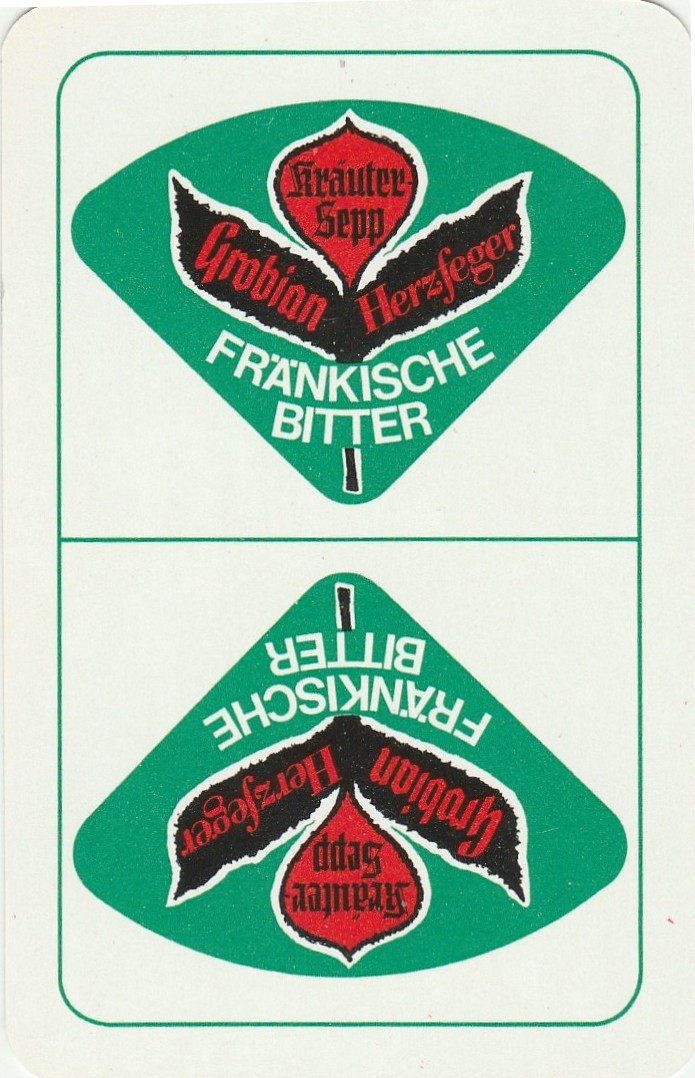 Kräuter-
Sepp
Grobian
Herzfeger
FRÄNKISCHE
BITTER
FRÄNKISCHE
BITTER
Grobian
Herzfeger
Kräuter-
Sepp